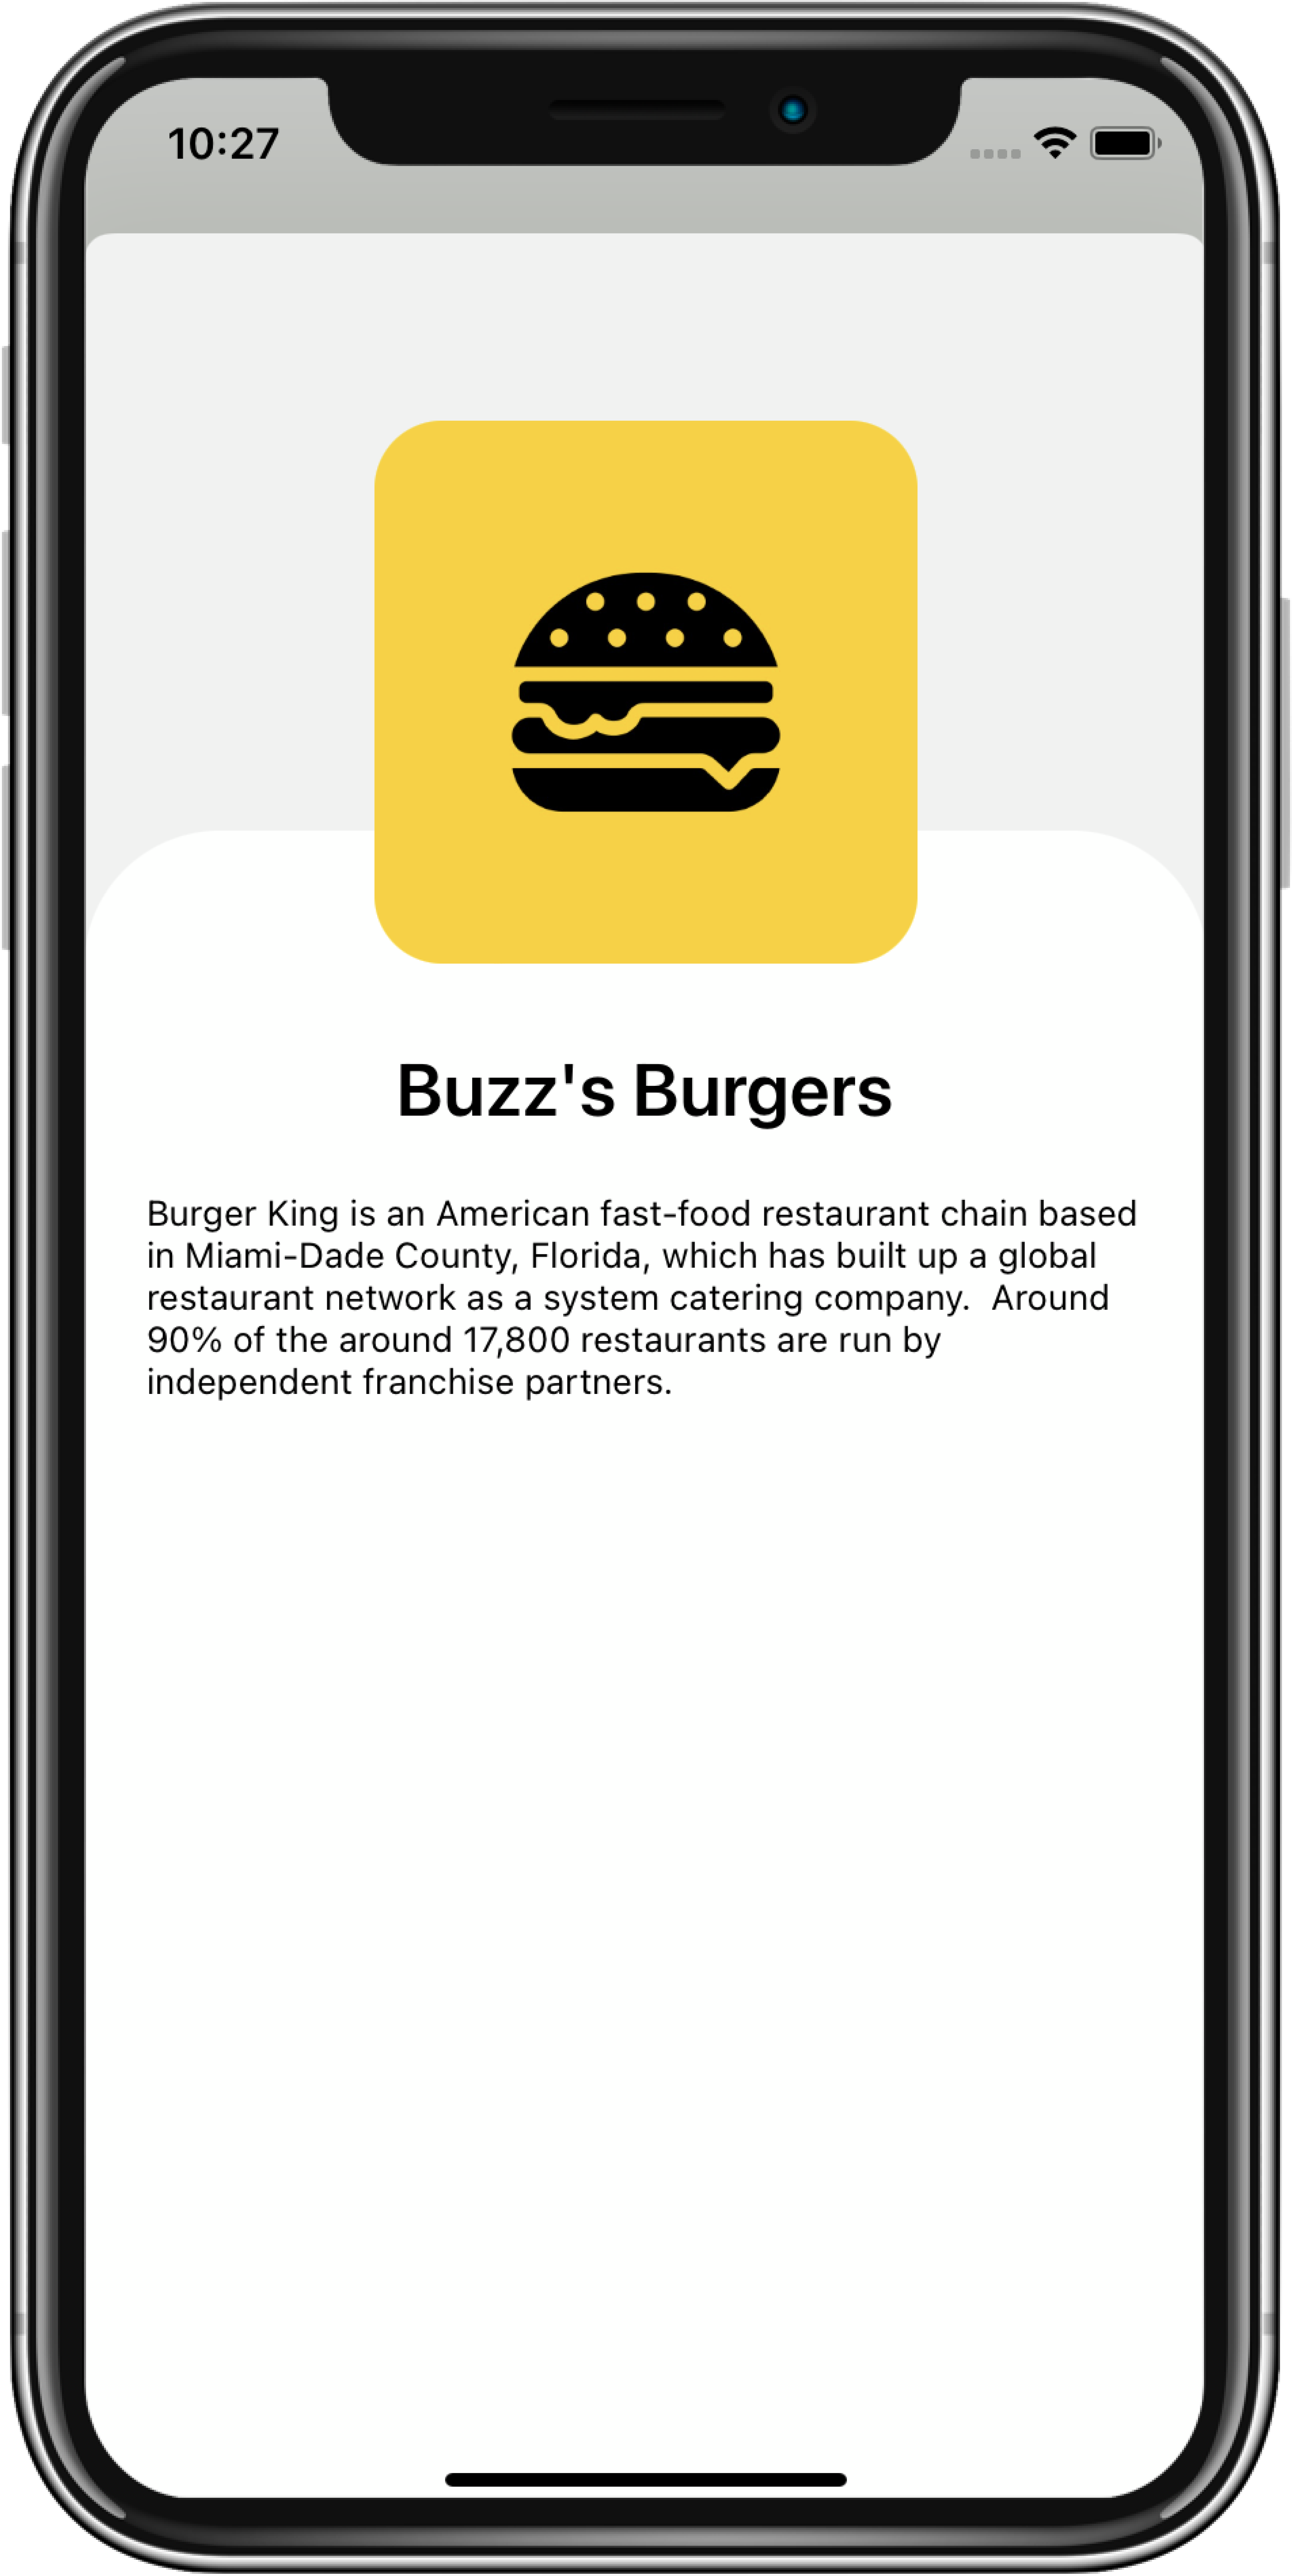 10:27
Buzz's Burgers
Burger King is an American fast-food restaurant chain based
in Miami-Dade County, Florida, which has built up a global
restaurant network as a system catering company.  Around
90% of the around 17,800 restaurants are run by
independent franchise partners.